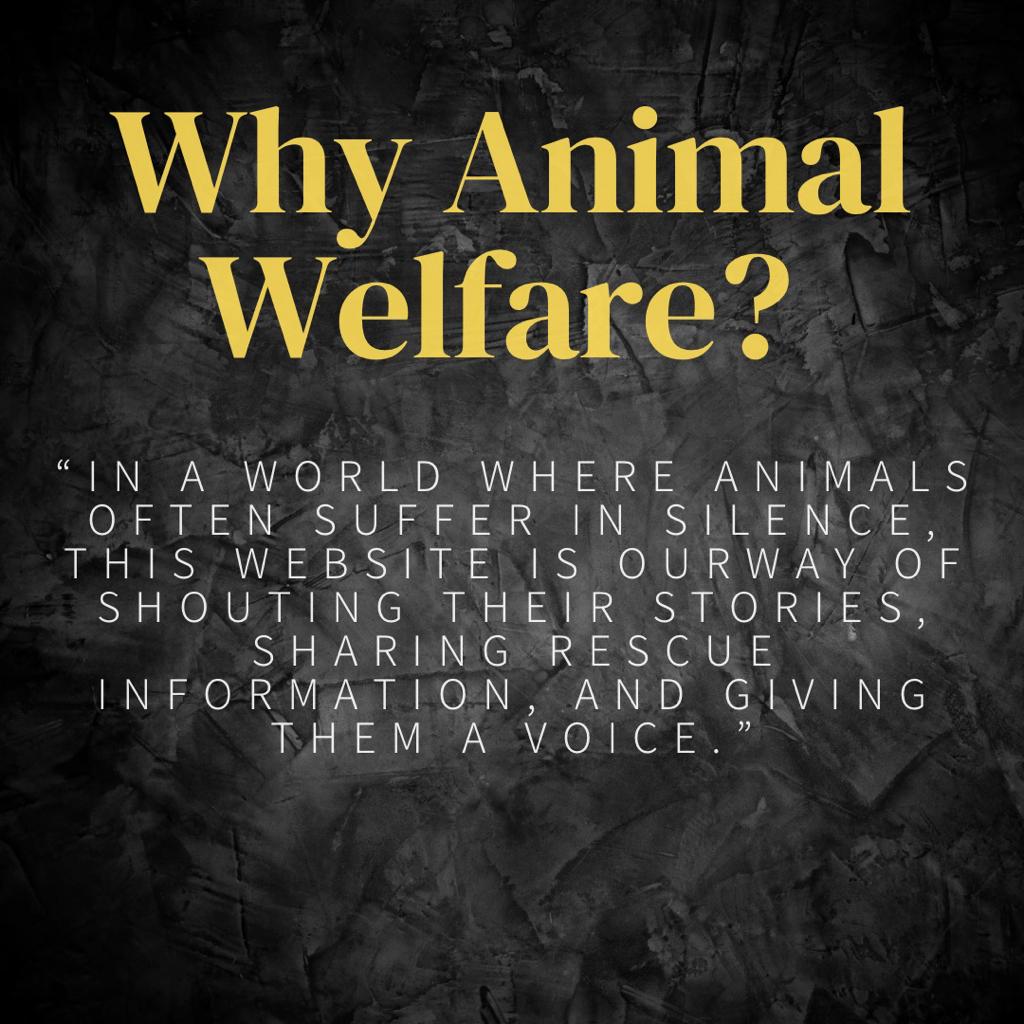 Why Animal
Welfare?
“IN A WORLD WHERE ANIMALS
OFTEN SUFFER IN SILENCE,
THIS WEBSITE IS OURWAY OF
SHOUTING THEIR STORIES,
SHARING RESCUE
INFORMATION, AND GIVING
THEM A VOICE.”